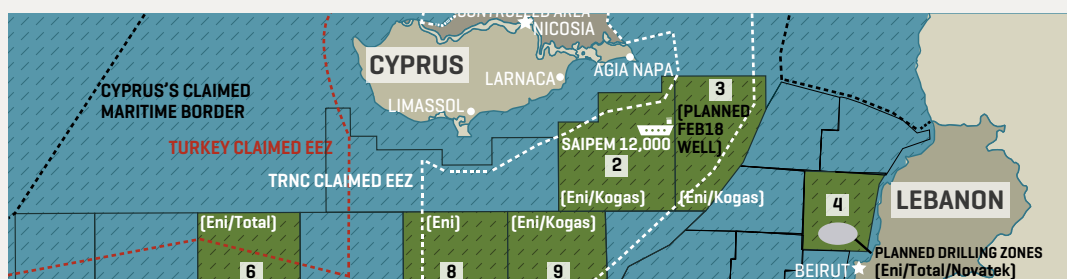 CONTROLLED AREA
NICOSIA
CYPRUS
LARNACA
AGIA NAPA
LIMASSOL
CYPRUS'S CLAIMED
MARITIME BORDER
TURKEY CLAIMED EEZ
TRNC CLAIMED EEZ
3
(PLANNED
FEB18
WELL)
SAIPEM 12,000
2
(Eni/Kogas)
(Eni/Kogas)
4
LEBANON
(Eni/Total)
(Eni)
(Eni/Kogas)
6
8
9
BEIRUT
PLANNED DRILLING ZONES
(Eni/Total/Novatek)